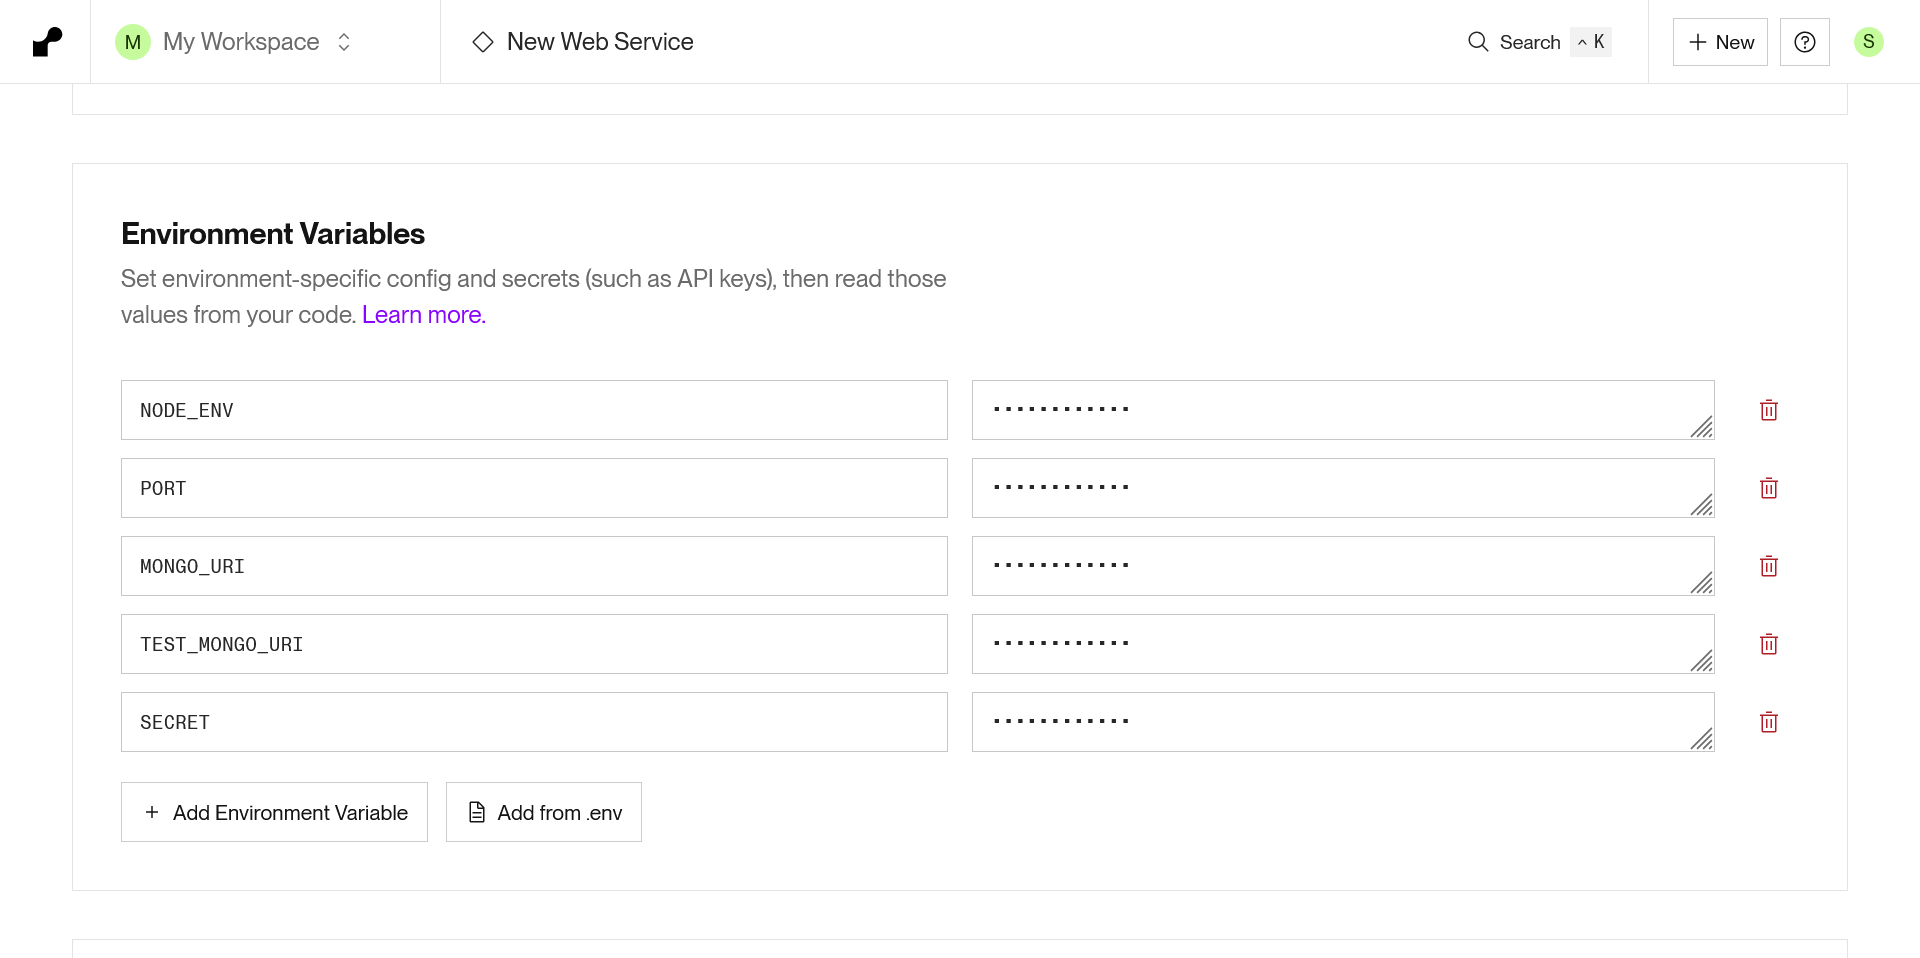 M My Workspace
New Web Service
Search ^ K
+ New
S
Environment Variables
Set environment-specific config and secrets (such as API keys), then read those
values from your code. Learn more.
NODE_ENV ············
PORT ············
MONGO_URI ············
TEST_MONGO_URI ············
SECRET ············
+ Add Environment Variable
Add from .env